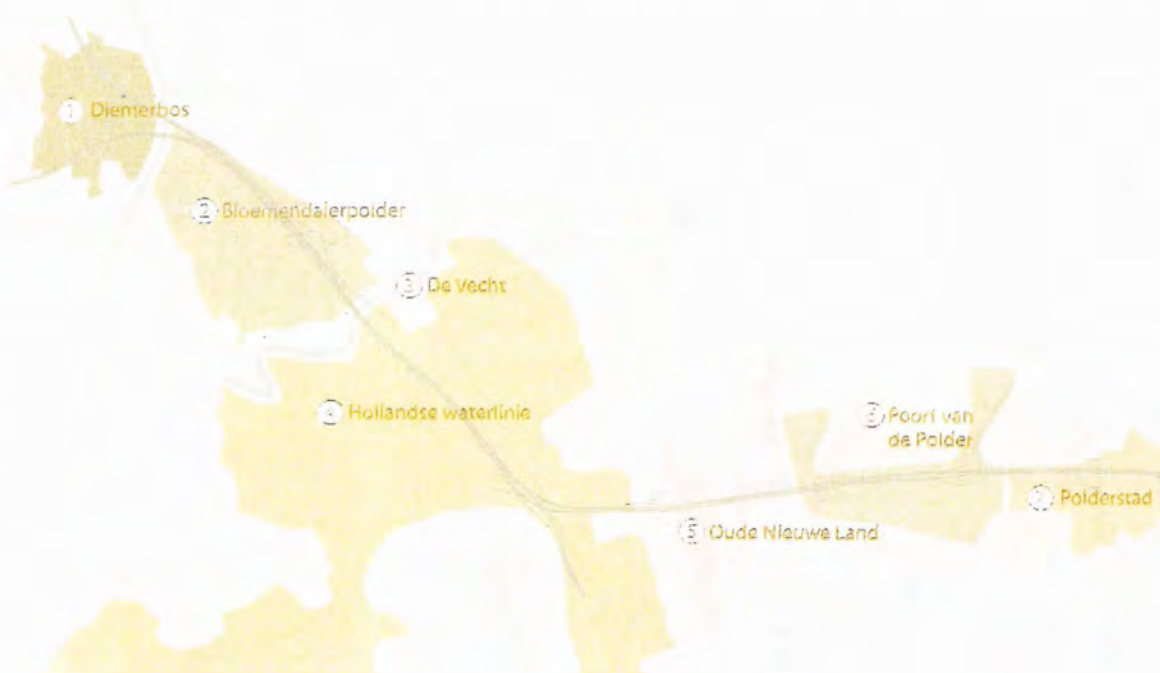 1 Diemerbos
2 Bloemendalerpolder
3 De Vecht
4 Hollandse waterlinie
5 Oude Nieuwe Land
6 Poort van
de Polder
7 Polderstad